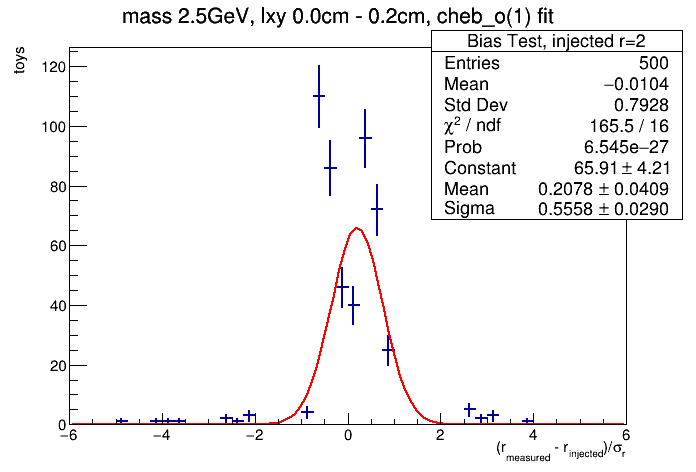 mass 2.5GeV, lxy 0.0cm - 0.2cm, cheb_o(1) fit
Bias Test, injected r=2
Entries 500
Mean −0.0104
Std Dev 0.7928
χ² / ndf 165.5 / 16
Prob 6.545e−27
Constant 65.91 ± 4.21
Mean 0.2078 ± 0.0409
Sigma 0.5558 ± 0.0290
toys
120
100
80
60
40
20
0
−6 −4 −2 0 2 4 6
(r_measured - r_injected)/σ_r